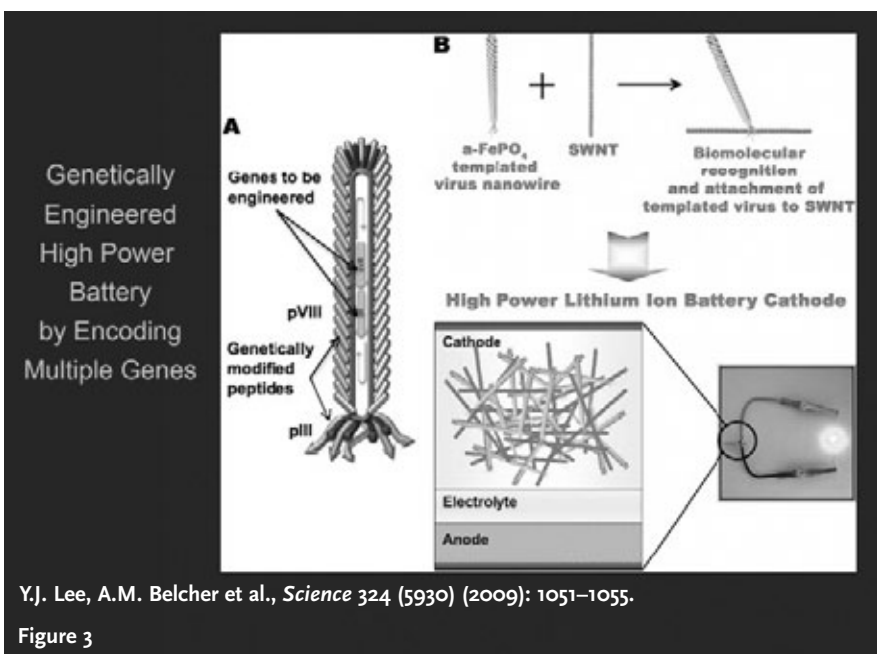 Genetically
Engineered
High Power
Battery
by Encoding
Multiple Genes
A
Genes to be
engineered
pVIII
Genetically
modified
peptides
pIII
B
a-FePO₄
templated
virus nanowire
+
SWNT
Biomolecular
recognition
and attachment of
templated virus to SWNT
High Power Lithium Ion Battery Cathode
Cathode
Electrolyte
Anode
Y.J. Lee, A.M. Belcher et al., Science 324 (5930) (2009): 1051–1055.
Figure 3